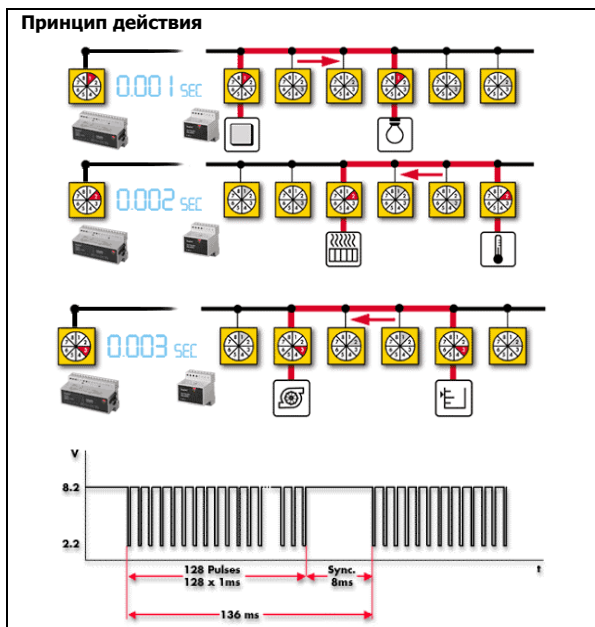 Принцип действия
0.001 SEC
0.002 SEC
0.003 SEC
V
8.2
2.2
t
128 Pulses
128 x 1ms
Sync.
8ms
136 ms